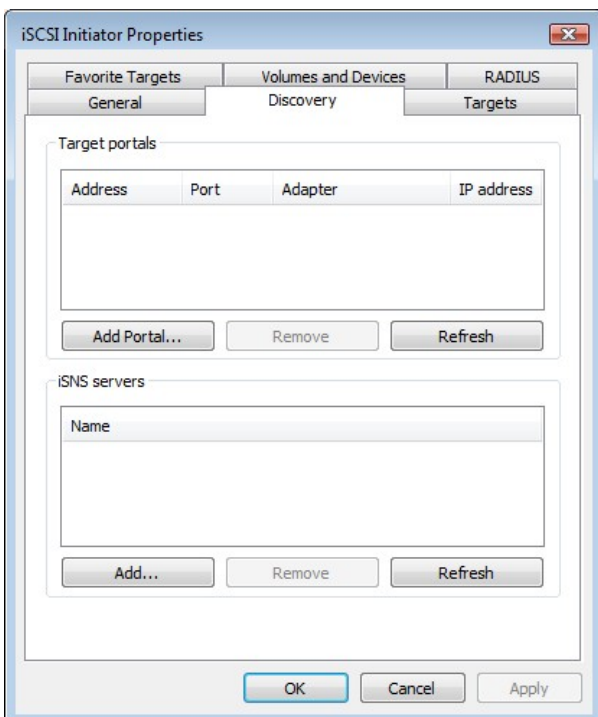 iSCSI Initiator Properties
Favorite Targets Volumes and Devices RADIUS
General Discovery Targets
Target portals
Address Port Adapter IP address
Add Portal... Remove Refresh
iSNS servers
Name
Add... Remove Refresh
OK Cancel Apply